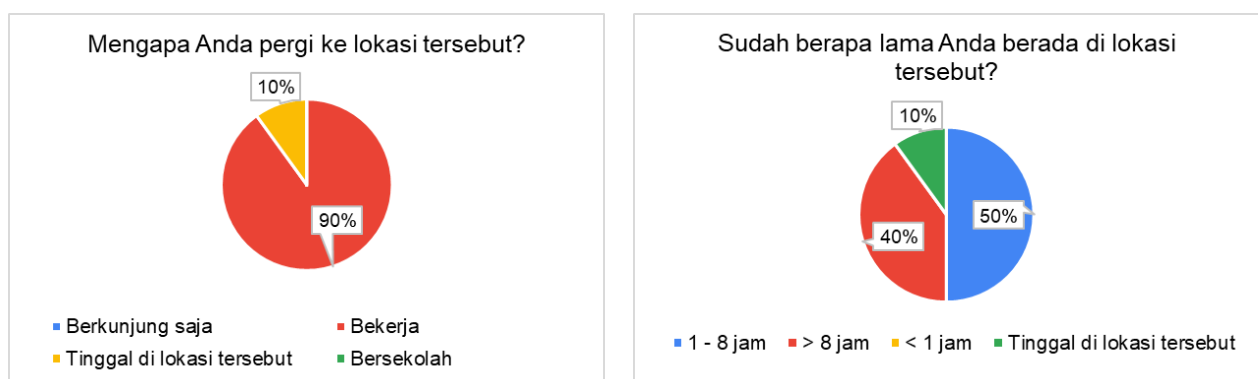 Mengapa Anda pergi ke lokasi tersebut?
10%
90%
Berkunjung saja
Bekerja
Tinggal di lokasi tersebut
Bersekolah
Sudah berapa lama Anda berada di lokasi
tersebut?
10%
50%
40%
1 - 8 jam
> 8 jam
< 1 jam
Tinggal di lokasi tersebut